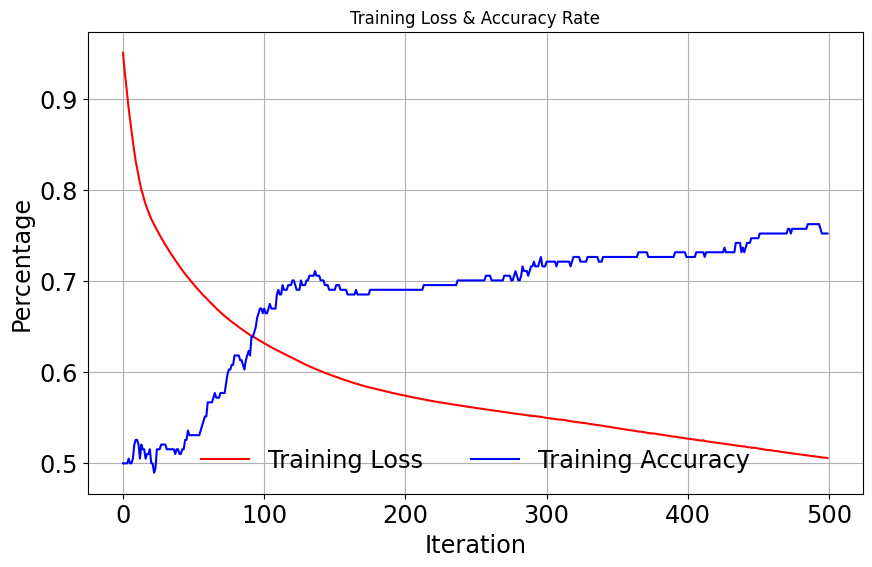 Training Loss & Accuracy Rate
Percentage
0.9
0.8
0.7
0.6
0.5
Training Loss Training Accuracy
0 100 200 300 400 500
Iteration